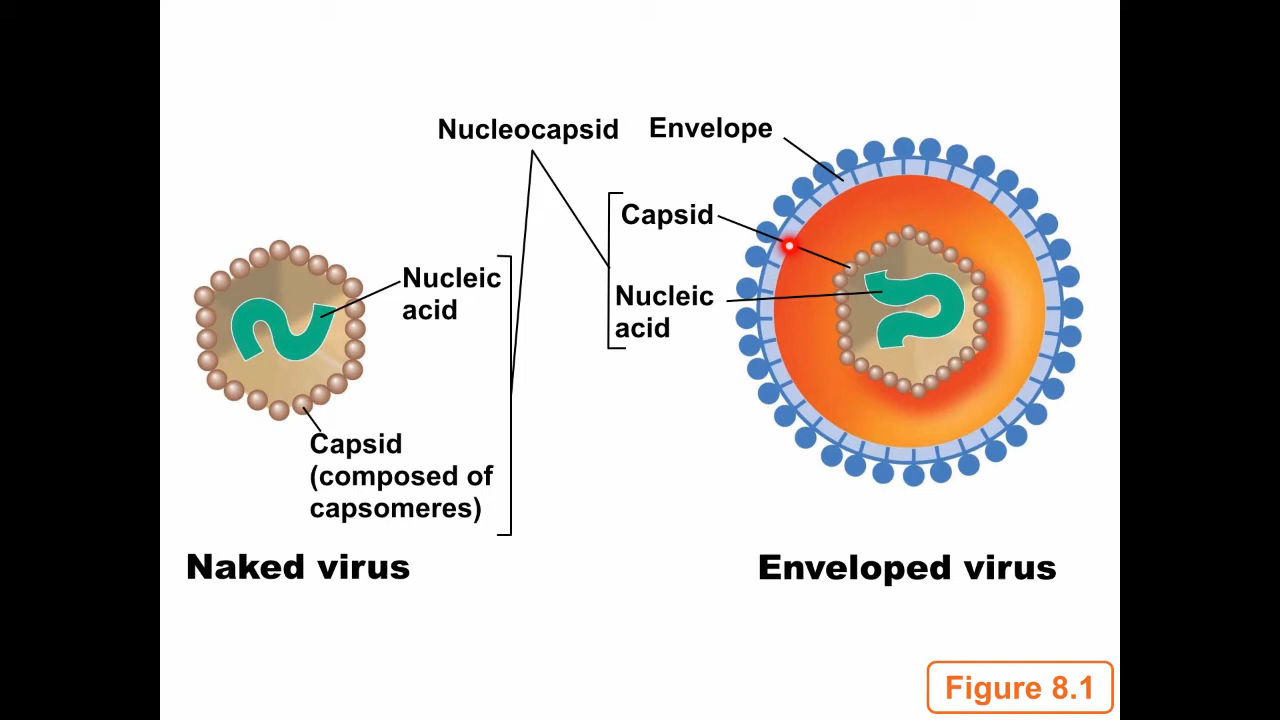 Nucleocapsid
Envelope
Capsid
Nucleic
acid
Nucleic
acid
Capsid
(composed of
capsomeres)
Naked virus
Enveloped virus
Figure 8.1